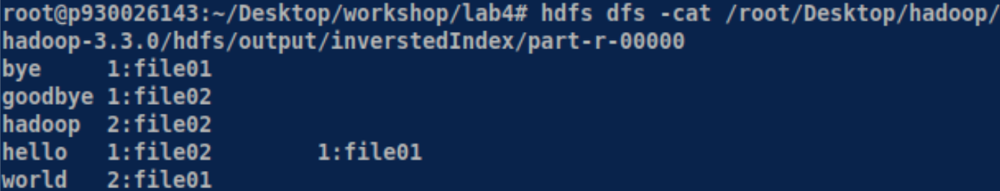 root@p930026143:~/Desktop/workshop/lab4# hdfs dfs -cat /root/Desktop/hadoop/
hadoop-3.3.0/hdfs/output/inverstedIndex/part-r-00000
bye     1:file01
goodbye 1:file02
hadoop  2:file02
hello   1:file02        1:file01
world   2:file01